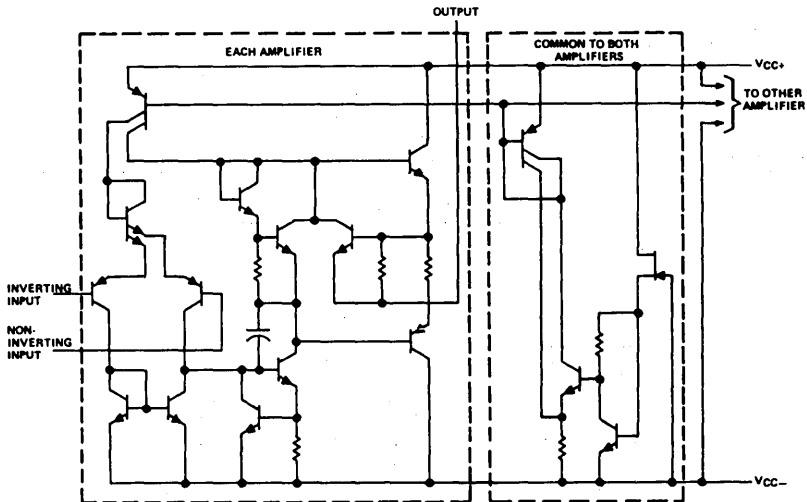 OUTPUT
EACH AMPLIFIER
COMMON TO BOTH
AMPLIFIERS
VCC+
TO OTHER
AMPLIFIER
INVERTING
INPUT
NON-
INVERTING
INPUT
VCC–